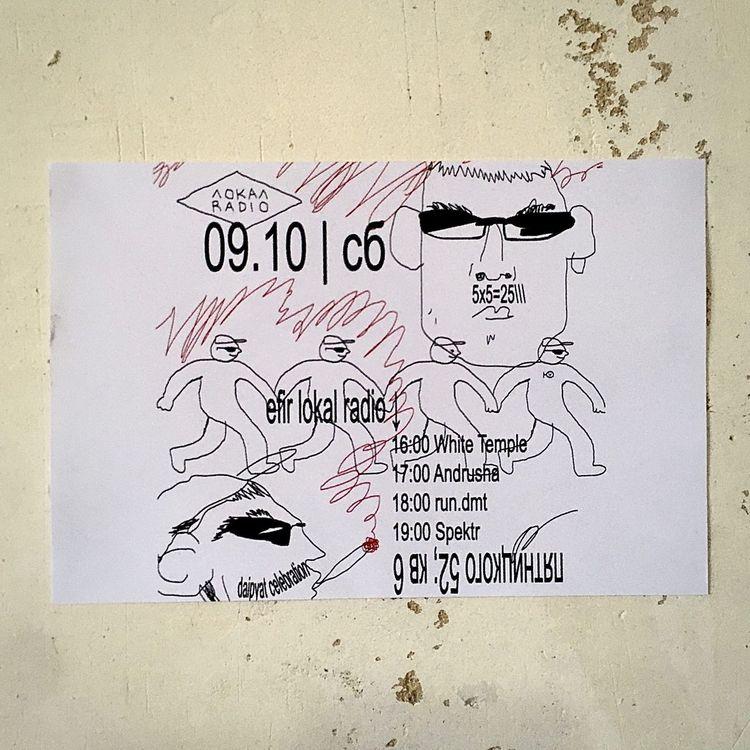 ЛОКАЛ
RADIO
09.10 | сб
5x5=25\\\
ю
efir lokal radio ↓
16:00 White Temple
17:00 Andrusha
18:00 run.dmt
19:00 Spektr
пятницкого 52; кв 6
daipyat celebration